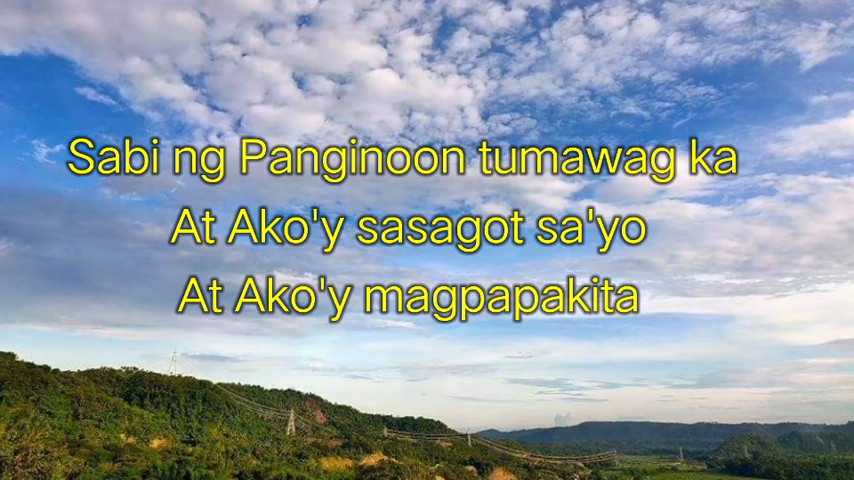 Sabi ng Panginoon tumawag ka
At Ako'y sasagot sa'yo
At Ako'y magpapakita